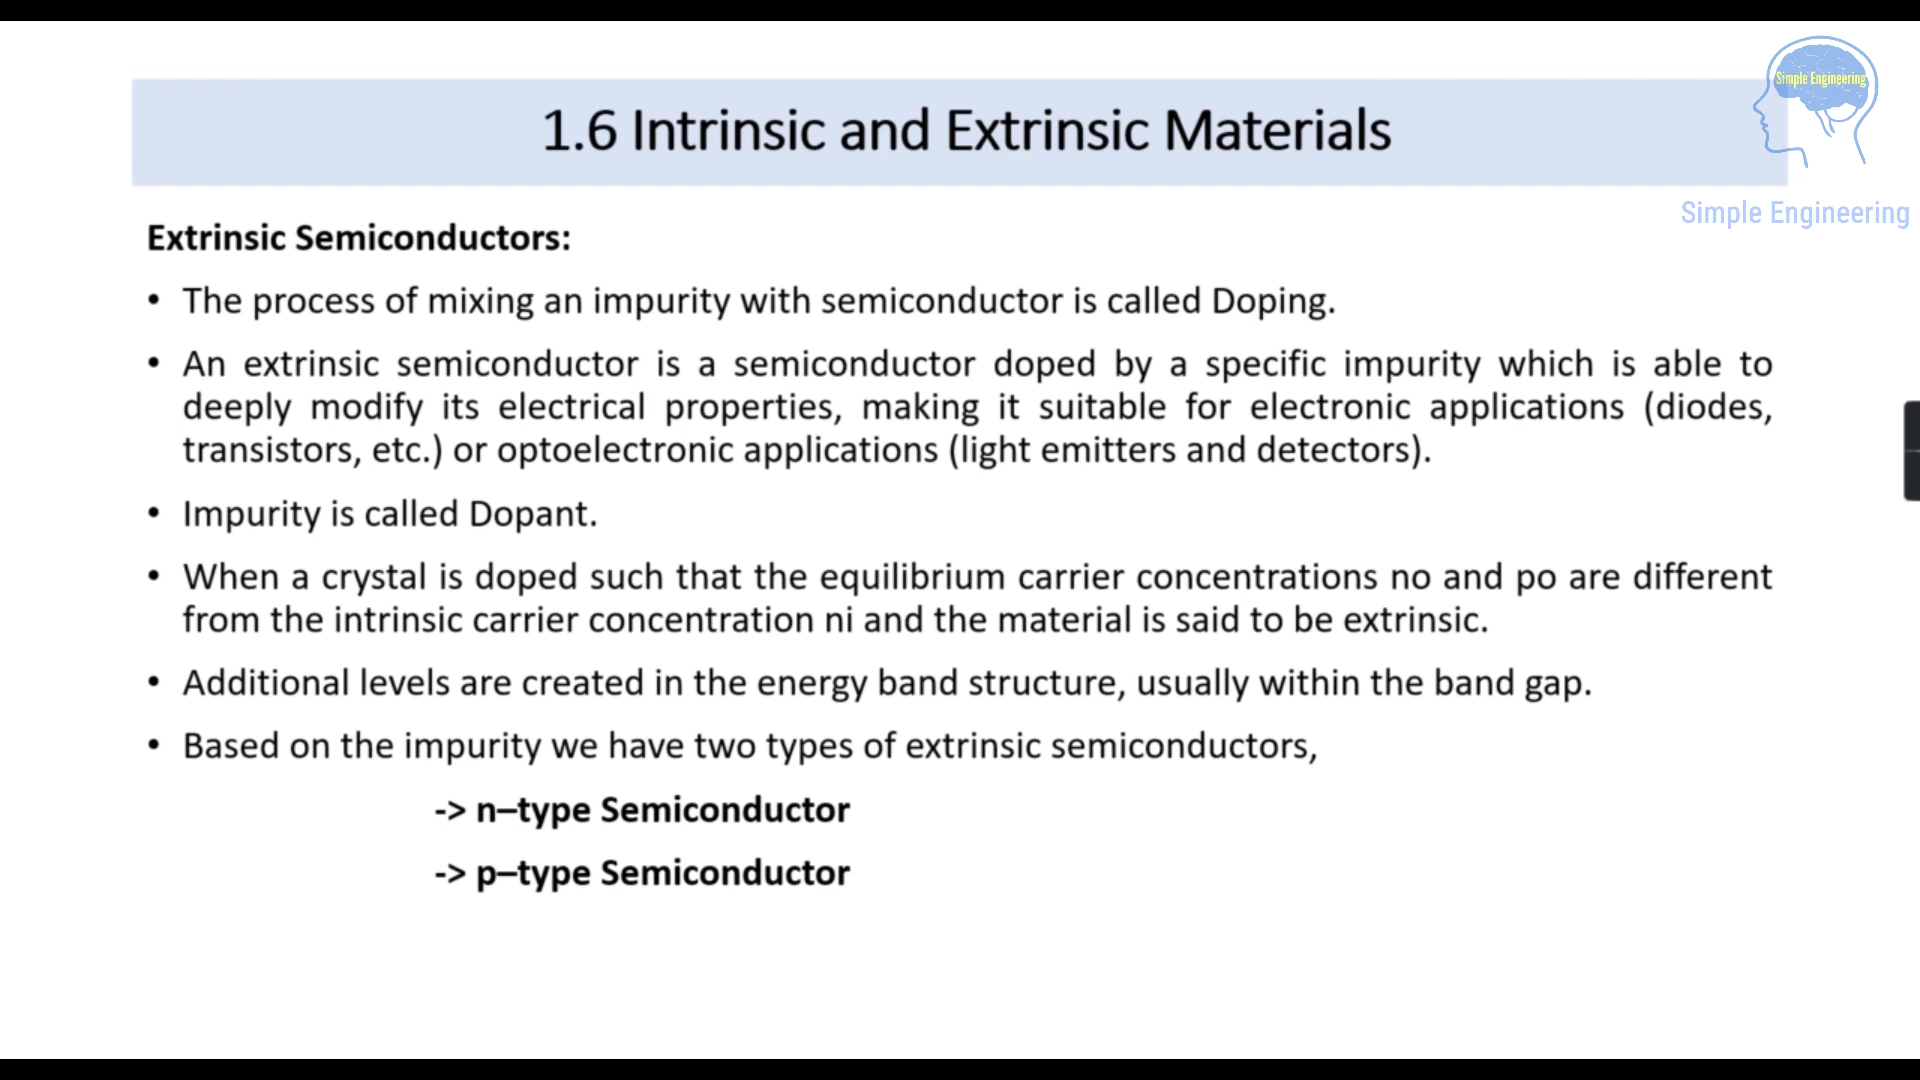 Simple Engineering
1.6 Intrinsic and Extrinsic Materials
Simple Engineering
Extrinsic Semiconductors:
• The process of mixing an impurity with semiconductor is called Doping.
• An extrinsic semiconductor is a semiconductor doped by a specific impurity which is able to
deeply modify its electrical properties, making it suitable for electronic applications (diodes,
transistors, etc.) or optoelectronic applications (light emitters and detectors).
• Impurity is called Dopant.
• When a crystal is doped such that the equilibrium carrier concentrations no and po are different
from the intrinsic carrier concentration ni and the material is said to be extrinsic.
• Additional levels are created in the energy band structure, usually within the band gap.
• Based on the impurity we have two types of extrinsic semiconductors,
-> n–type Semiconductor
-> p–type Semiconductor